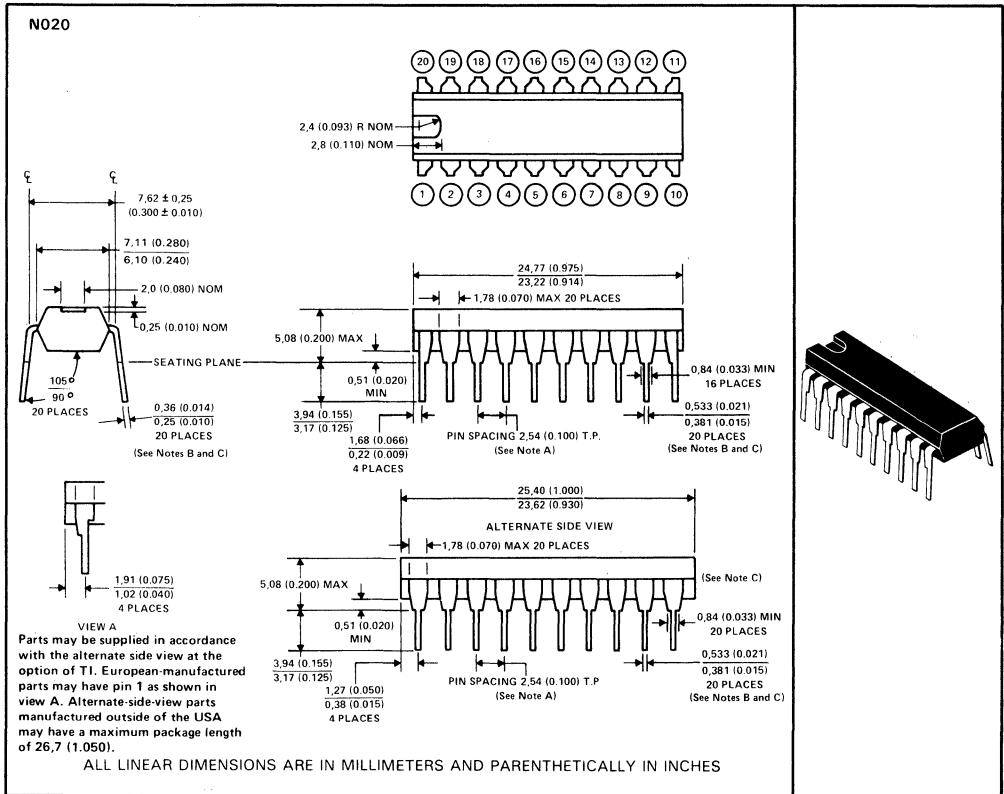 N020
20 19 18 17 16 15 14 13 12 11
2,4 (0.093) R NOM
2,8 (0.110) NOM
1 2 3 4 5 6 7 8 9 10
℄ ℄
7,62 ± 0,25
(0.300 ± 0.010)
7,11 (0.280)
6,10 (0.240)
2,0 (0.080) NOM
0,25 (0.010) NOM
SEATING PLANE
105°
90°
20 PLACES
0,36 (0.014)
0,25 (0.010)
20 PLACES
(See Notes B and C)
24,77 (0.975)
23,22 (0.914)
1,78 (0.070) MAX 20 PLACES
5,08 (0.200) MAX
0,51 (0.020)
MIN
0,84 (0.033) MIN
16 PLACES
3,94 (0.155)
3,17 (0.125)
1,68 (0.066)
0,22 (0.009)
4 PLACES
PIN SPACING 2,54 (0.100) T.P.
(See Note A)
0,533 (0.021)
0,381 (0.015)
20 PLACES
(See Notes B and C)
25,40 (1.000)
23,62 (0.930)
ALTERNATE SIDE VIEW
1,78 (0.070) MAX 20 PLACES
5,08 (0.200) MAX
(See Note C)
0,51 (0.020)
MIN
0,84 (0.033) MIN
20 PLACES
3,94 (0.155)
3,17 (0.125)
1,27 (0.050)
0,38 (0.015)
4 PLACES
PIN SPACING 2,54 (0.100) T.P
(See Note A)
0,533 (0.021)
0,381 (0.015)
20 PLACES
(See Notes B and C)
1,91 (0.075)
1,02 (0.040)
4 PLACES
VIEW A
Parts may be supplied in accordance
with the alternate side view at the
option of TI. European-manufactured
parts may have pin 1 as shown in
view A. Alternate-side-view parts
manufactured outside of the USA
may have a maximum package length
of 26,7 (1.050).
ALL LINEAR DIMENSIONS ARE IN MILLIMETERS AND PARENTHETICALLY IN INCHES